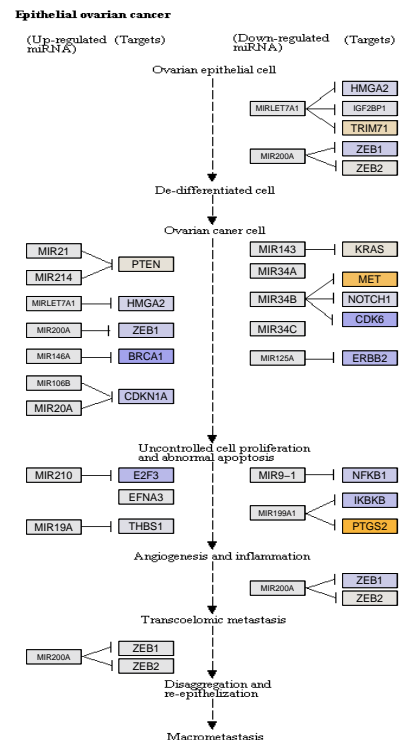 Epithelial ovarian cancer
(Up-regulated miRNA) (Targets)
(Down-regulated miRNA) (Targets)
Ovarian epithelial cell
MIRLET7A1
HMGA2
IGF2BP1
TRIM71
MIR200A
ZEB1
ZEB2
De-differentiated cell
Ovarian caner cell
MIR21
MIR214
PTEN
MIRLET7A1
HMGA2
MIR200A
ZEB1
MIR146A
BRCA1
MIR106B
MIR20A
CDKN1A
MIR143
KRAS
MIR34A
MIR34B
MIR34C
MET
NOTCH1
CDK6
MIR125A
ERBB2
Uncontrolled cell proliferation
and abnormal apoptosis
MIR210
E2F3
EFNA3
MIR19A
THBS1
MIR9-1
NFKB1
MIR199A1
IKBKB
PTGS2
Angiogenesis and inflammation
MIR200A
ZEB1
ZEB2
Transcoelomic metastasis
MIR200A
ZEB1
ZEB2
Disaggregation and
re-epithelization
Macrometastasis